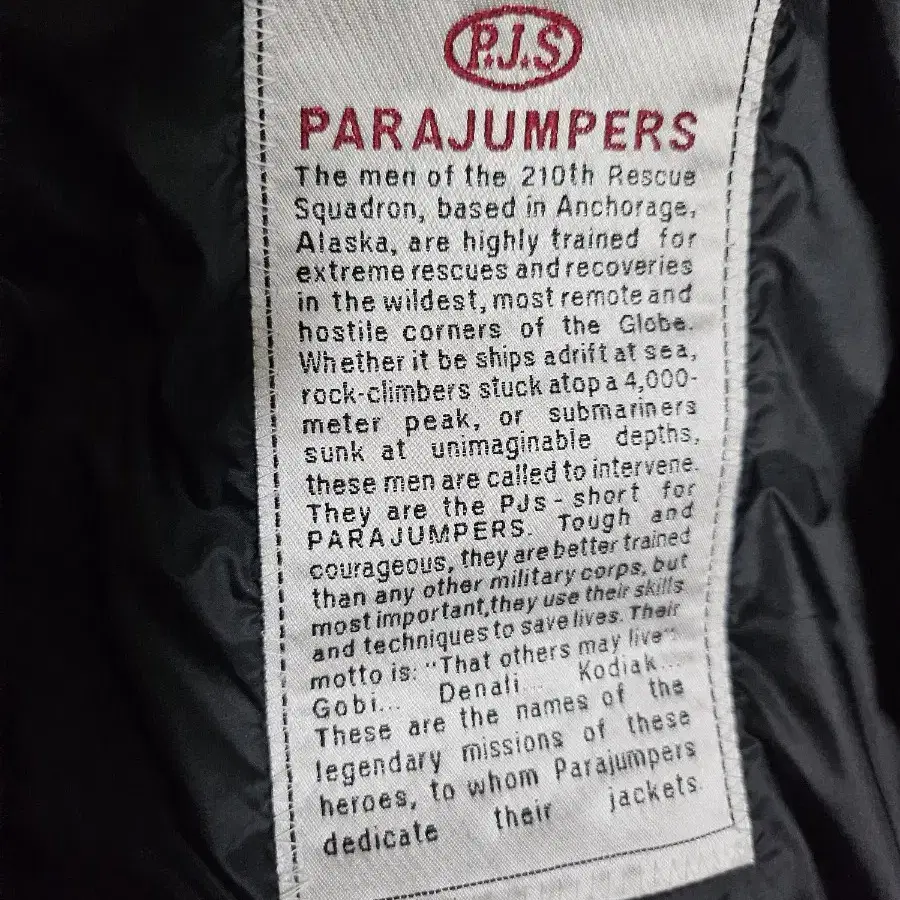 P.J.S
PARAJUMPERS
The men of the 210th Rescue
Squadron, based in Anchorage,
Alaska, are highly trained for
extreme rescues and recoveries
in the wildest, most remote and
hostile corners of the Globe.
Whether it be ships adrift at sea,
rock-climbers stuck atop a 4,000-
meter peak, or submariners
sunk at unimaginable depths,
these men are called to intervene.
They are the PJs - short for
PARAJUMPERS. Tough and
courageous, they are better trained
than any other military corps, but
most important, they use their skills
and techniques to save lives. Their
motto is: "That others may live".
Gobi... Denali... Kodiak...
These are the names of the
legendary missions of these
heroes, to whom Parajumpers
dedicate their jackets.